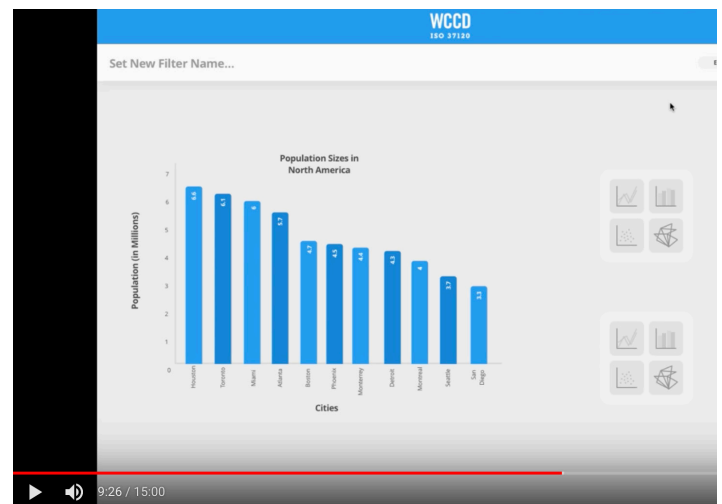 WCCD
ISO 37120
Set New Filter Name...
E
Population Sizes in
North America
Population (in Millions)
7
6
5
4
3
2
1
0
6.6
6.1
6
5.7
4.7
4.5
4.4
4.3
4
3.7
3.3
Houston
Toronto
Miami
Atlanta
Boston
Phoenix
Monterrey
Detroit
Montreal
Seattle
San
Diego
Cities
9:26 / 15:00